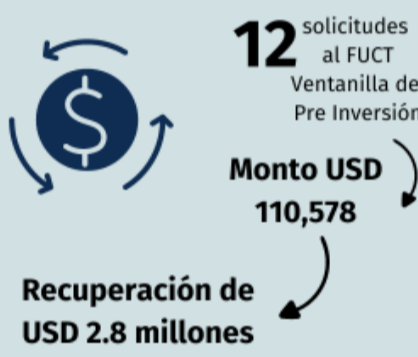 12 solicitudes
al FUCT
Ventanilla de
Pre Inversión
Monto USD
110,578
Recuperación de
USD 2.8 millones